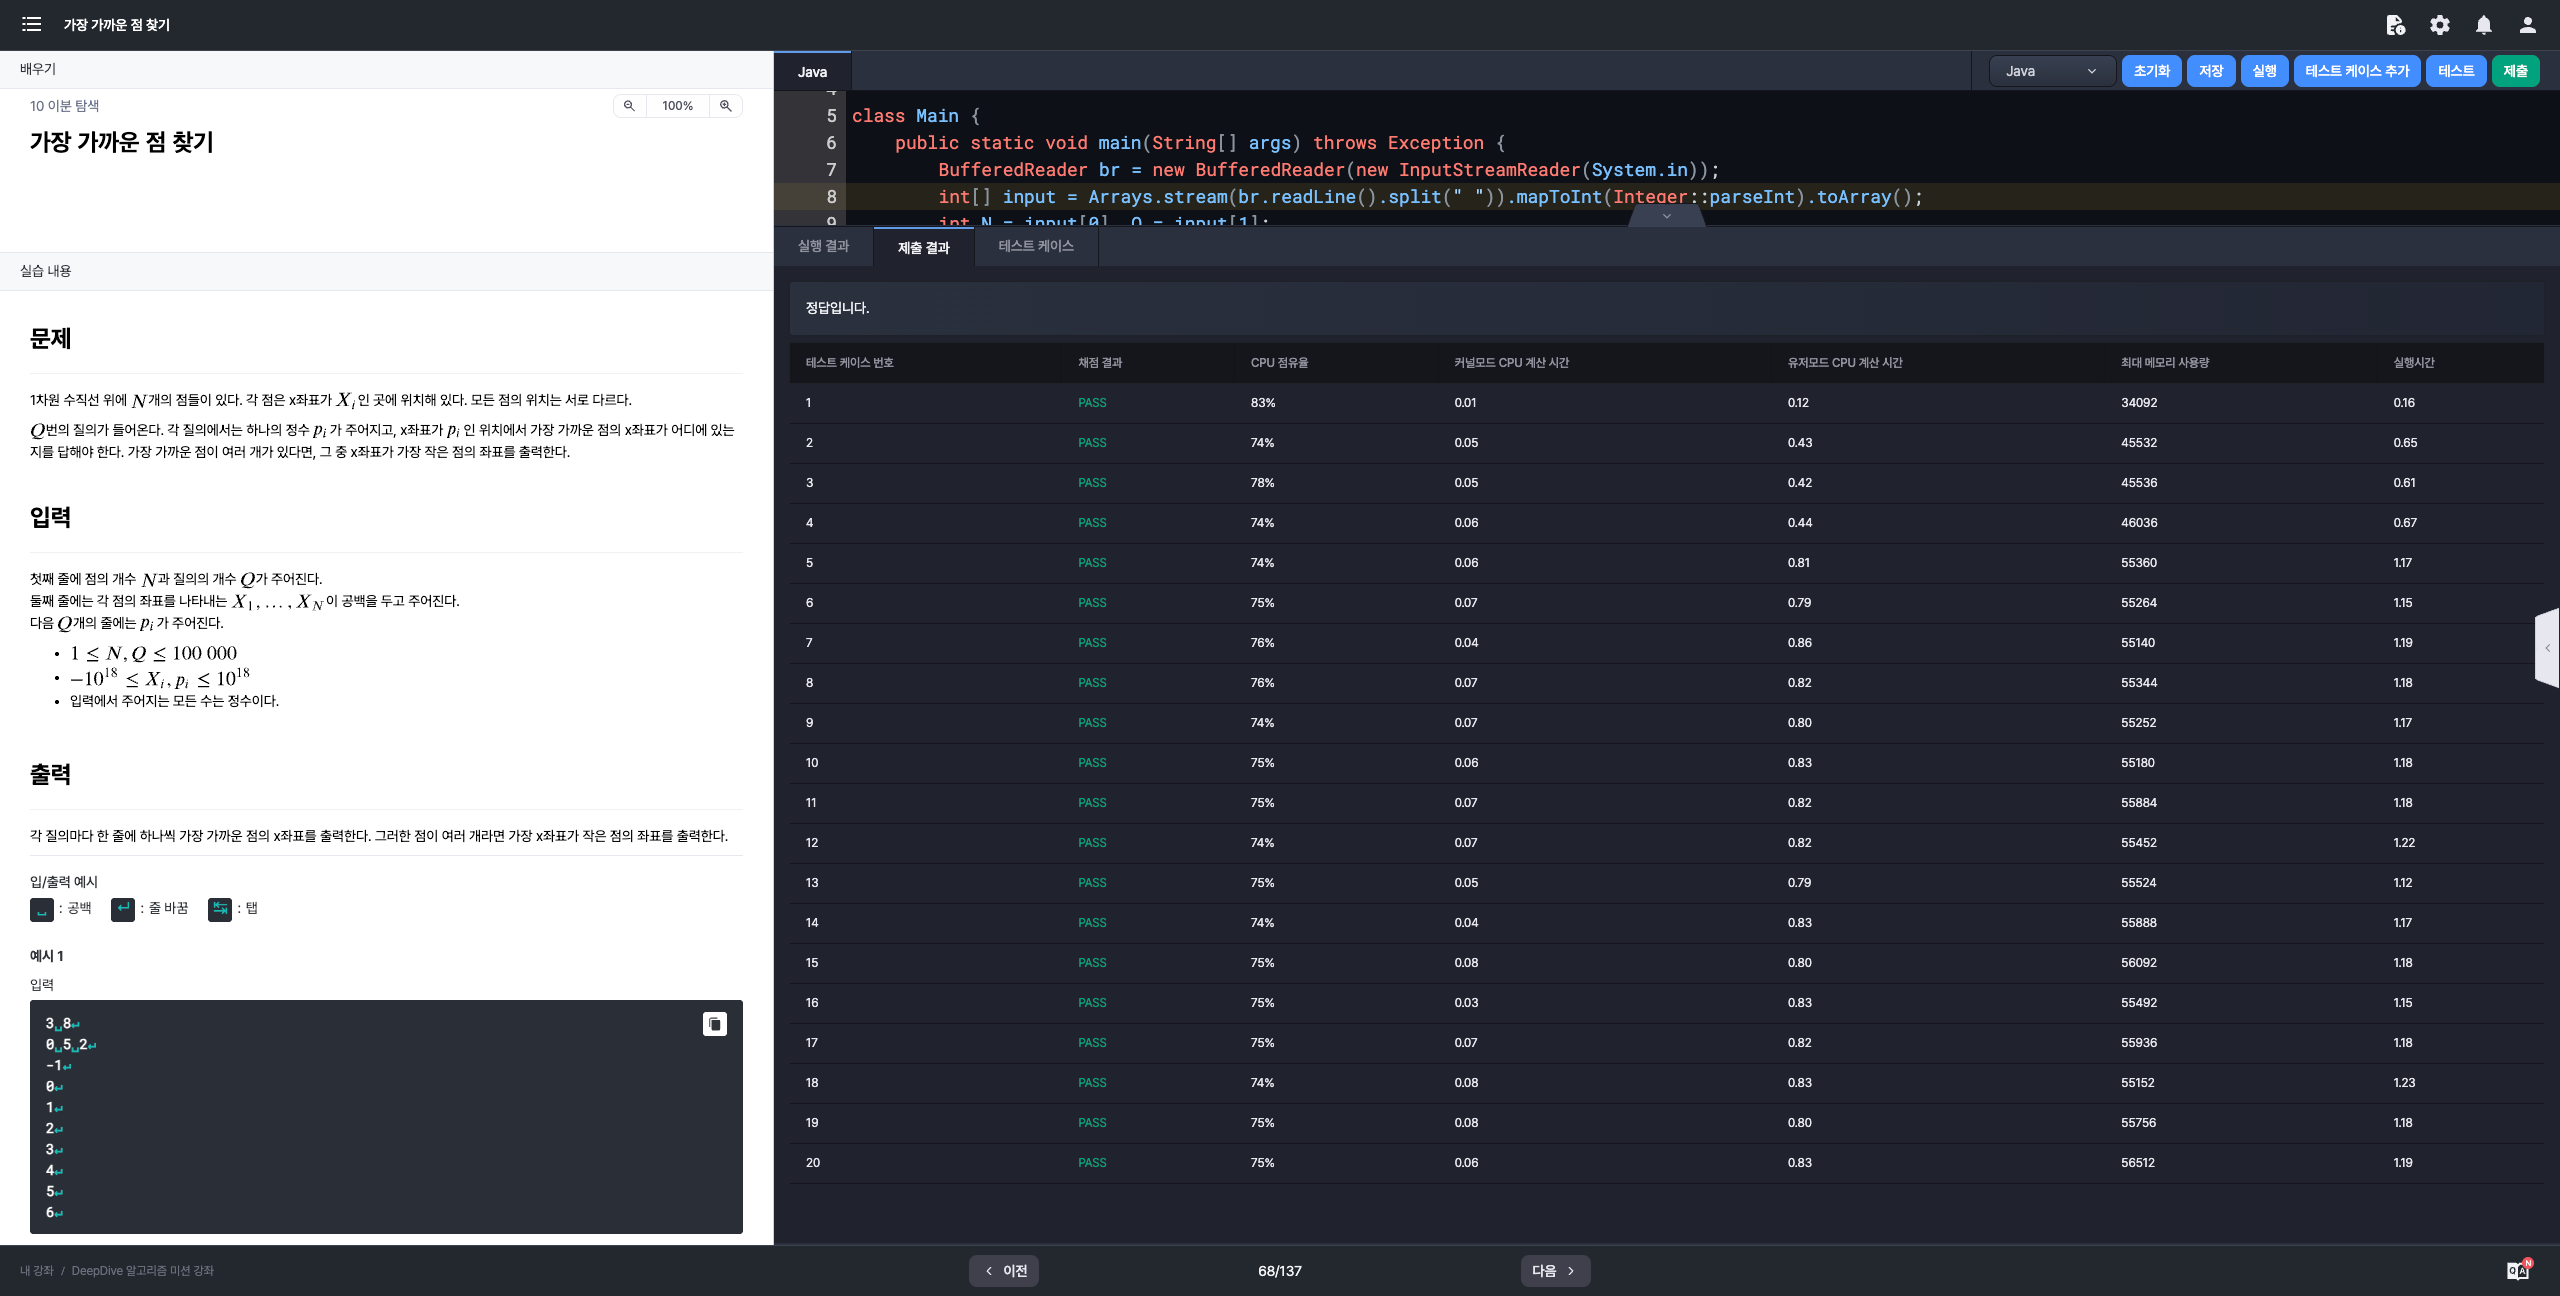 가장 가까운 점 찾기
배우기
10 이분 탐색
100%
가장 가까운 점 찾기
실습 내용
문제
1차원 수직선 위에 N개의 점들이 있다. 각 점은 x좌표가 X_i인 곳에 위치해 있다. 모든 점의 위치는 서로 다르다.
Q번의 질의가 들어온다. 각 질의에서는 하나의 정수 p_i가 주어지고, x좌표가 p_i인 위치에서 가장 가까운 점의 x좌표가 어디에 있는
지를 답해야 한다. 가장 가까운 점이 여러 개가 있다면, 그 중 x좌표가 가장 작은 점의 좌표를 출력한다.
입력
첫째 줄에 점의 개수 N과 질의의 개수 Q가 주어진다.
둘째 줄에는 각 점의 좌표를 나타내는 X_1, …, X_N이 공백을 두고 주어진다.
다음 Q개의 줄에는 p_i가 주어진다.
• 1 ≤ N, Q ≤ 100 000
• −10^18 ≤ X_i, p_i ≤ 10^18
• 입력에서 주어지는 모든 수는 정수이다.
출력
각 질의마다 한 줄에 하나씩 가장 가까운 점의 x좌표를 출력한다. 그러한 점이 여러 개라면 가장 x좌표가 작은 점의 좌표를 출력한다.
입/출력 예시
␣ : 공백 ↵ : 줄 바꿈 ↹ : 탭
예시 1
입력
3␣8↵
0␣5␣2↵
-1↵
0↵
1↵
2↵
3↵
4↵
5↵
6↵
Java
Java 초기화 저장 실행 테스트 케이스 추가 테스트 제출
4
5 class Main {
6 public static void main(String[] args) throws Exception {
7 BufferedReader br = new BufferedReader(new InputStreamReader(System.in));
8 int[] input = Arrays.stream(br.readLine().split(" ")).mapToInt(Integer::parseInt).toArray();
9 int N = input[0], Q = input[1];
실행 결과 제출 결과 테스트 케이스
정답입니다.
테스트 케이스 번호 채점 결과 CPU 점유율 커널모드 CPU 계산 시간 유저모드 CPU 계산 시간 최대 메모리 사용량 실행시간
1 PASS 83% 0.01 0.12 34092 0.16
2 PASS 74% 0.05 0.43 45532 0.65
3 PASS 78% 0.05 0.42 45536 0.61
4 PASS 74% 0.06 0.44 46036 0.67
5 PASS 74% 0.06 0.81 55360 1.17
6 PASS 75% 0.07 0.79 55264 1.15
7 PASS 76% 0.04 0.86 55140 1.19
8 PASS 76% 0.07 0.82 55344 1.18
9 PASS 74% 0.07 0.80 55252 1.17
10 PASS 75% 0.06 0.83 55180 1.18
11 PASS 75% 0.07 0.82 55884 1.18
12 PASS 74% 0.07 0.82 55452 1.22
13 PASS 75% 0.05 0.79 55524 1.12
14 PASS 74% 0.04 0.83 55888 1.17
15 PASS 75% 0.08 0.80 56092 1.18
16 PASS 75% 0.03 0.83 55492 1.15
17 PASS 75% 0.07 0.82 55936 1.18
18 PASS 74% 0.08 0.83 55152 1.23
19 PASS 75% 0.08 0.80 55756 1.18
20 PASS 75% 0.06 0.83 56512 1.19
내 강좌 / DeepDive 알고리즘 미션 강좌
이전 68/137 다음
Q A N